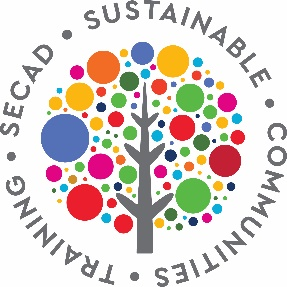 SECAD • SUSTAINABLE • COMMUNITIES • TRAINING •